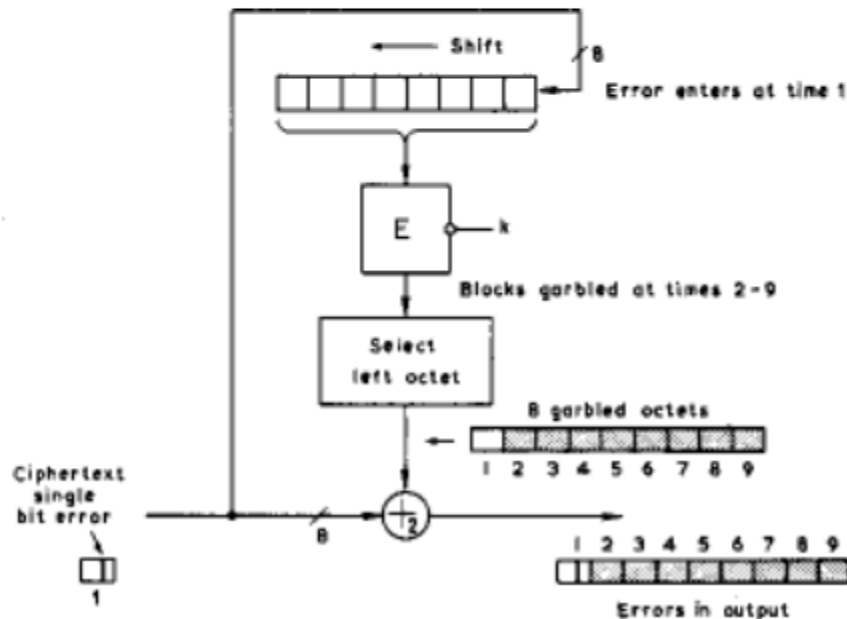 Shift
8
Error enters at time 1
E
k
Blocks garbled at times 2-9
Select
left octet
8 garbled octets
1 2 3 4 5 6 7 8 9
Ciphertext
single
bit error
2
8
1 2 3 4 5 6 7 8 9
1
Errors in output